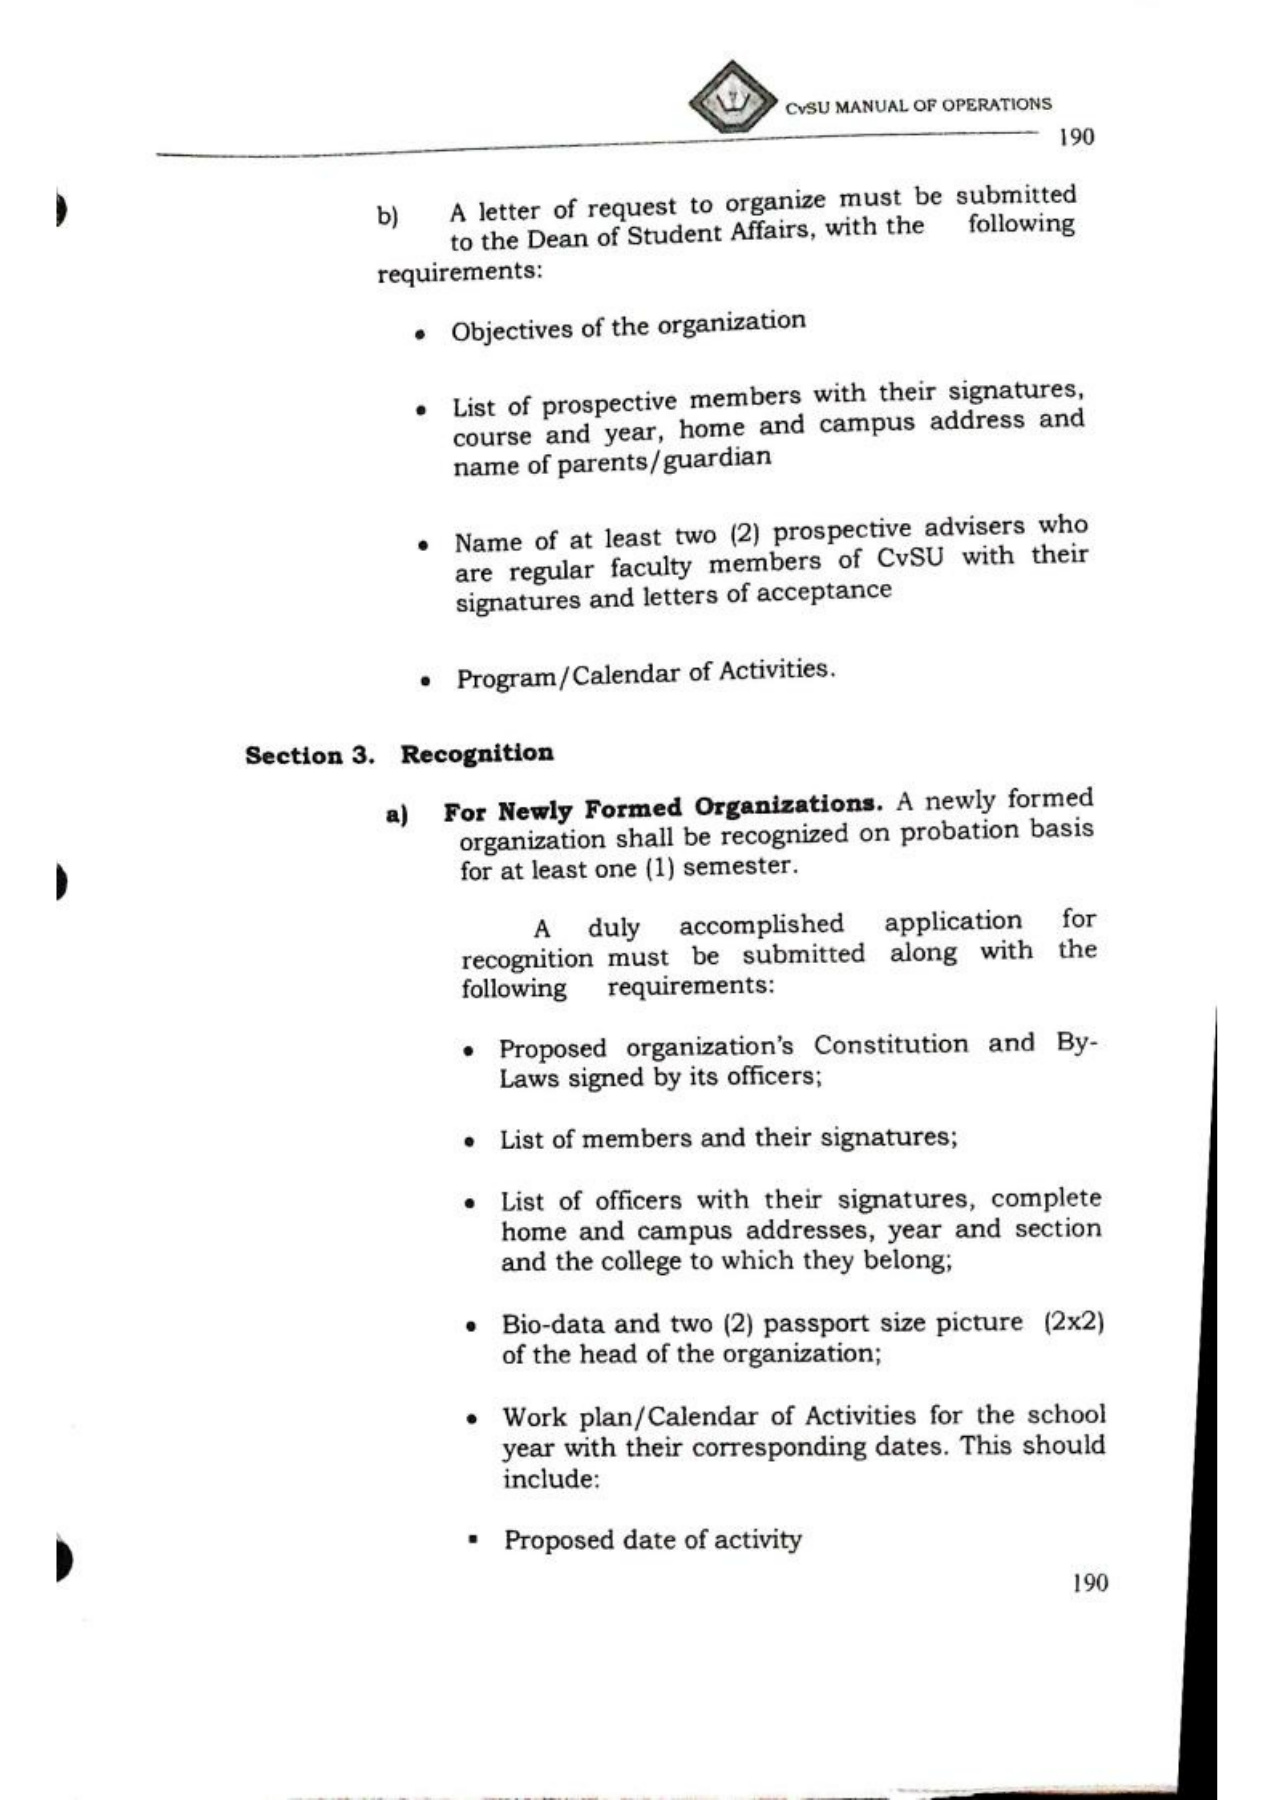 CvSU MANUAL OF OPERATIONS
190
b) A letter of request to organize must be submitted
to the Dean of Student Affairs, with the following
requirements:
• Objectives of the organization
• List of prospective members with their signatures,
course and year, home and campus address and
name of parents/guardian
• Name of at least two (2) prospective advisers who
are regular faculty members of CvSU with their
signatures and letters of acceptance
• Program/Calendar of Activities.
Section 3. Recognition
a) For Newly Formed Organizations. A newly formed
organization shall be recognized on probation basis
for at least one (1) semester.
A duly accomplished application for
recognition must be submitted along with the
following requirements:
• Proposed organization's Constitution and By-
Laws signed by its officers;
• List of members and their signatures;
• List of officers with their signatures, complete
home and campus addresses, year and section
and the college to which they belong;
• Bio-data and two (2) passport size picture (2x2)
of the head of the organization;
• Work plan/Calendar of Activities for the school
year with their corresponding dates. This should
include:
▪ Proposed date of activity
190